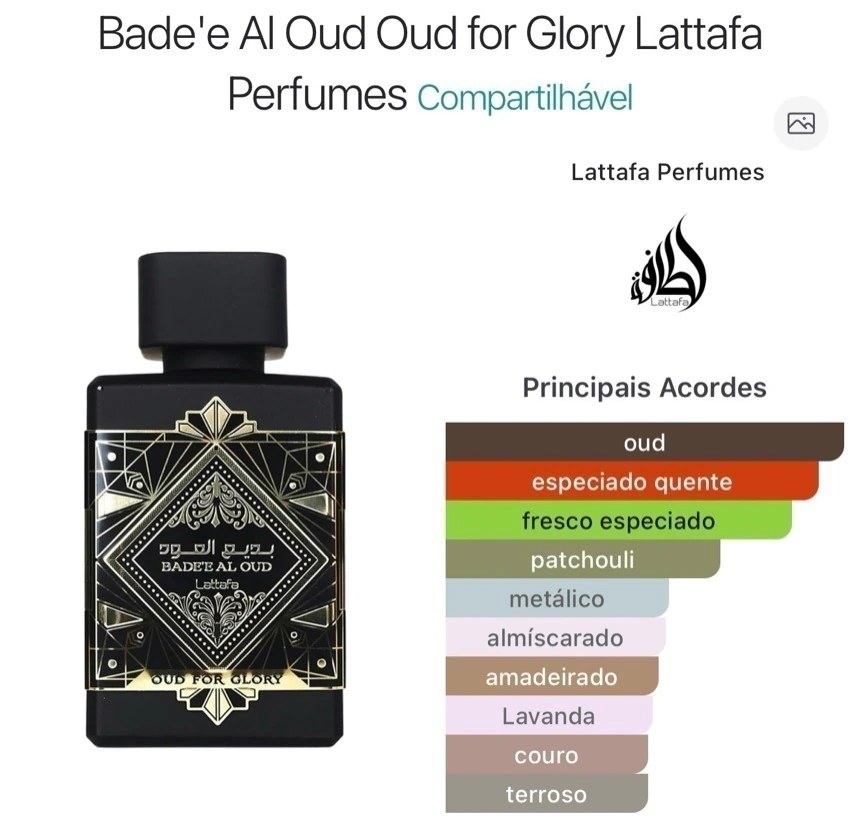 Bade'e Al Oud Oud for Glory Lattafa
Perfumes Compartilhável
Lattafa Perfumes
لطافة
Lattafa
بديع العود
BADE'E AL OUD
Lattafa
OUD FOR GLORY
Principais Acordes
oud
especiado quente
fresco especiado
patchouli
metálico
almíscarado
amadeirado
Lavanda
couro
terroso